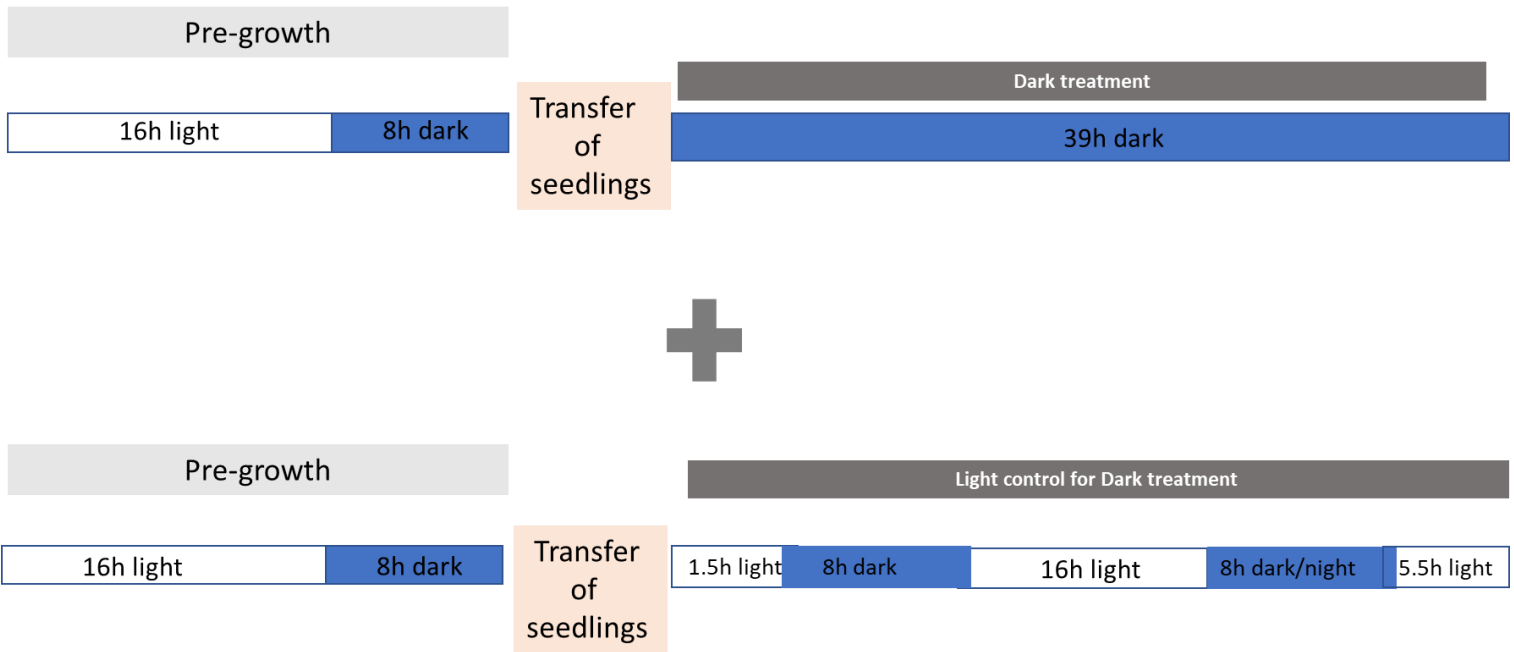 Pre-growth
Dark treatment
16h light
8h dark
Transfer
of
seedlings
39h dark
Pre-growth
Light control for Dark treatment
16h light
8h dark
Transfer
of
seedlings
1.5h light
8h dark
16h light
8h dark/night
5.5h light